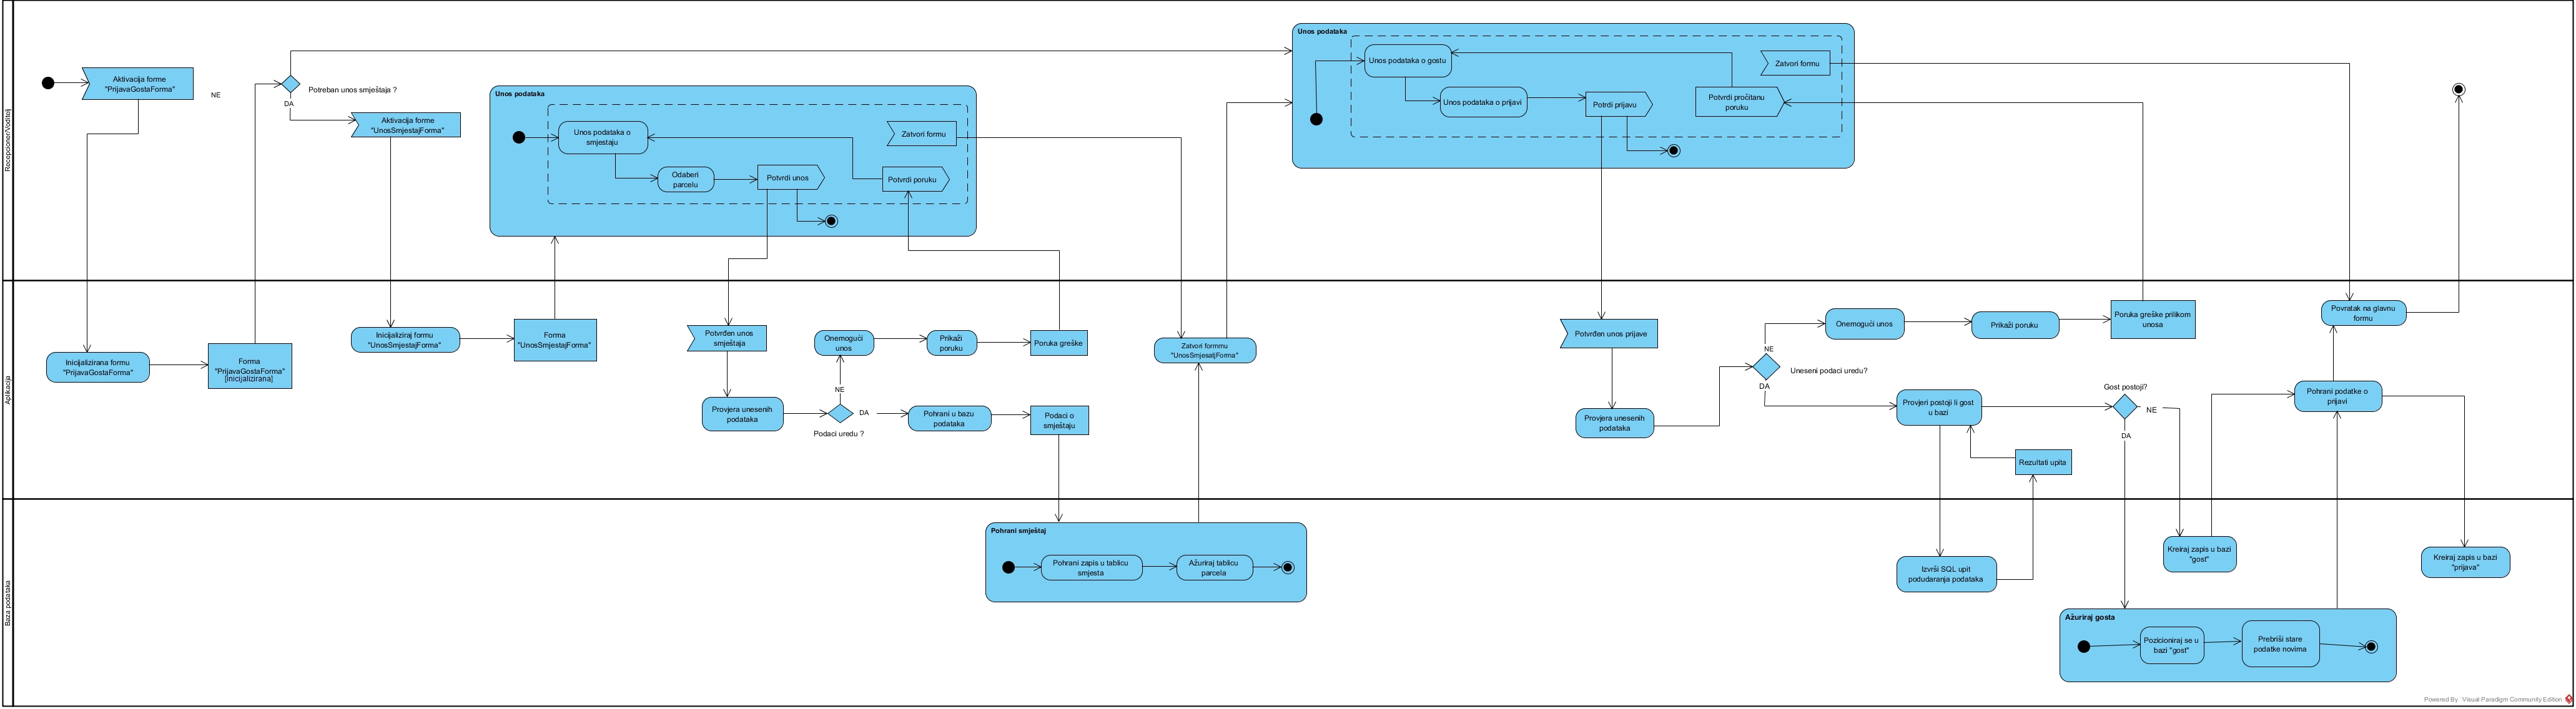 Recepcioner/Voditelj
Aktivacija forme
"PrijavaGostaForma"
NE
Potreban unos smještaja ?
DA
Aktivacija forme
"UnosSmjestajForma"
Unos podataka
Unos podataka o
smjestaju
Odaberi
parcelu
Potvrdi unos
Zatvori formu
Potvrdi poruku
Unos podataka
Unos podataka o gostu
Unos podataka o prijavi
Potrdi prijavu
Zatvori formu
Potvrdi pročitanu
poruku
Aplikacija
Inicijalizirana formu
"PrijavaGostaForma"
Forma
"PrijavaGostaForma"
[inicijalizirana]
Inicijaliziraj formu
"UnosSmjestajForma"
Forma
"UnosSmjestajForma"
Potvrđen unos
smještaja
Provjera unesenih
podataka
Onemogući
unos
NE
DA
Podaci uredu ?
Prikaži
poruku
Poruka greške
Pohrani u bazu
podataka
Podaci o
smještaju
Zatvori formmu
"UnosSmjesatjForma"
Potvrđen unos prijave
Provjera unesenih
podataka
NE
Uneseni podaci uredu?
DA
Onemogući unos
Prikaži poruku
Poruka greške prilikom
unosa
Provjeri postoji li gost
u bazi
Rezultati upita
Gost postoji?
NE
DA
Povratak na glavnu
formu
Pohrani podatke o
prijavi
Baza podataka
Pohrani smještaj
Pohrani zapis u tablicu
smjesta
Ažuriraj tablicu
parcela
Izvrši SQL upit
podudaranja podataka
Kreiraj zapis u bazi
"gost"
Kreiraj zapis u bazi
"prijava"
Ažuriraj gosta
Pozicioniraj se u
bazi "gost"
Prebriši stare
podatke novima
Powered By Visual Paradigm Community Edition